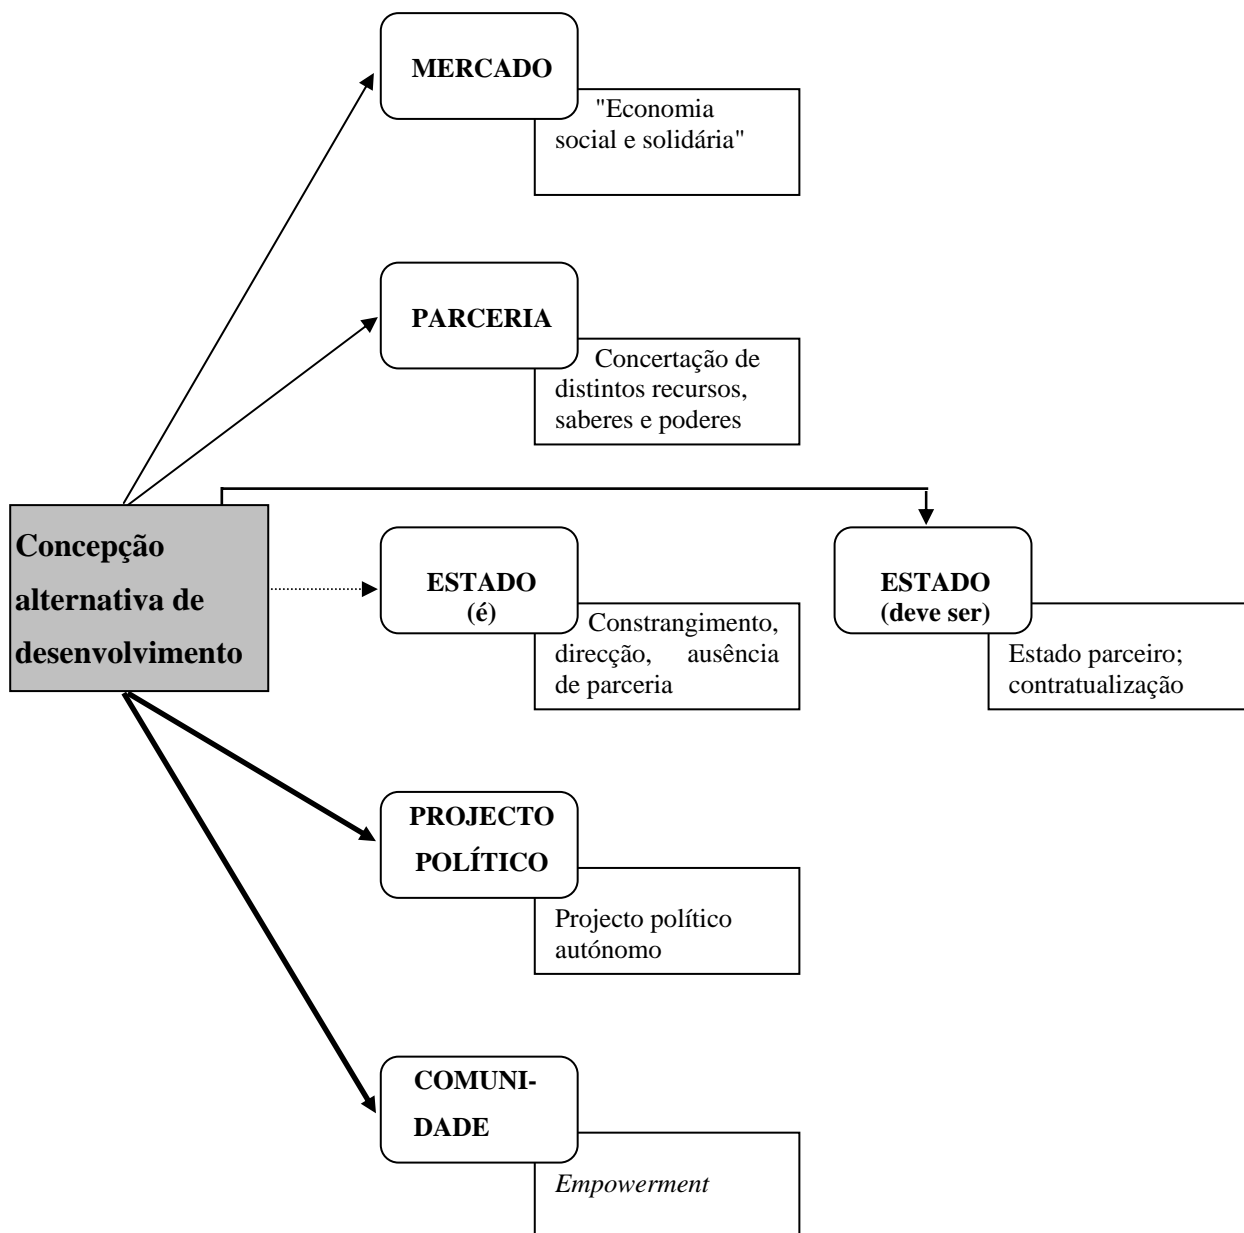 MERCADO
"Economia
social e solidária"
PARCERIA
Concertação de
distintos recursos,
saberes e poderes
Concepção
alternativa de
desenvolvimento
ESTADO
(é)
Constrangimento,
direcção, ausência
de parceria
ESTADO
(deve ser)
Estado parceiro;
contratualização
PROJECTO
POLÍTICO
Projecto político
autónomo
COMUNI-
DADE
Empowerment